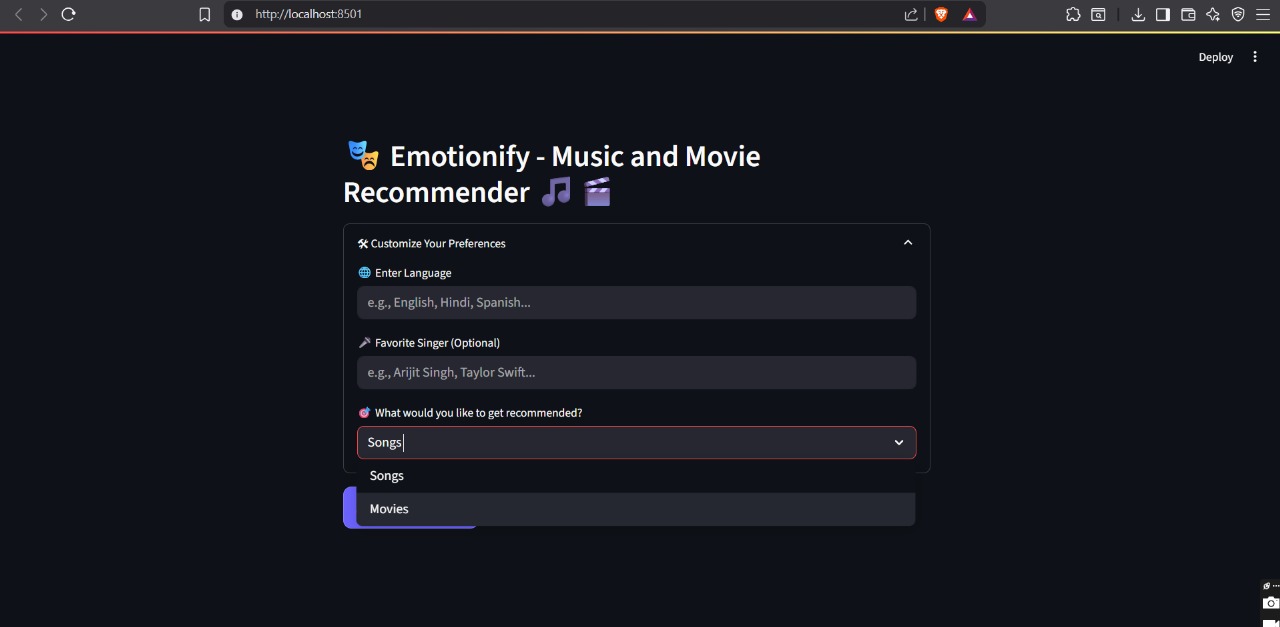 http://localhost:8501
Deploy
Emotionify - Music and Movie
Recommender
Customize Your Preferences
Enter Language
e.g., English, Hindi, Spanish...
Favorite Singer (Optional)
e.g., Arijit Singh, Taylor Swift...
What would you like to get recommended?
Songs
Songs
Movies